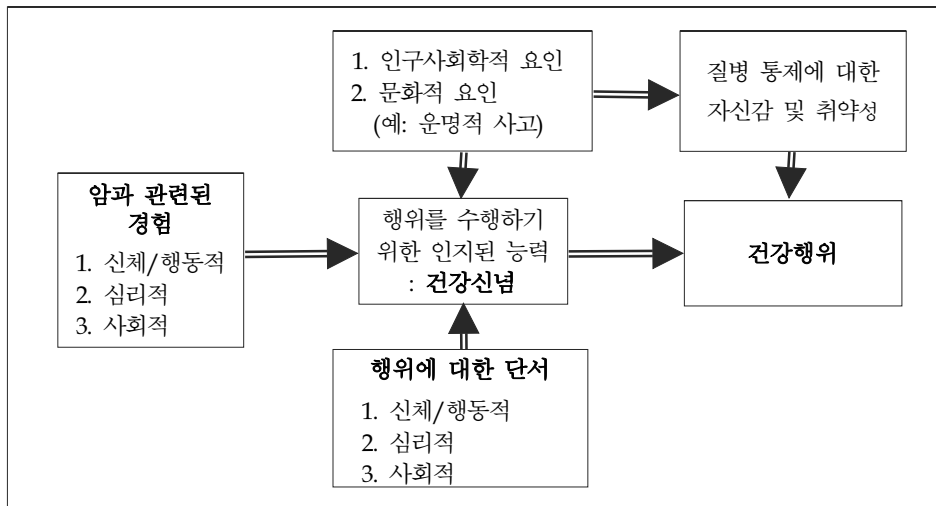 1. 인구사회학적 요인
2. 문화적 요인
(예: 운명적 사고)
질병 통제에 대한
자신감 및 취약성
암과 관련된
경험
1. 신체/행동적
2. 심리적
3. 사회적
행위를 수행하기
위한 인지된 능력
: 건강신념
건강행위
행위에 대한 단서
1. 신체/행동적
2. 심리적
3. 사회적